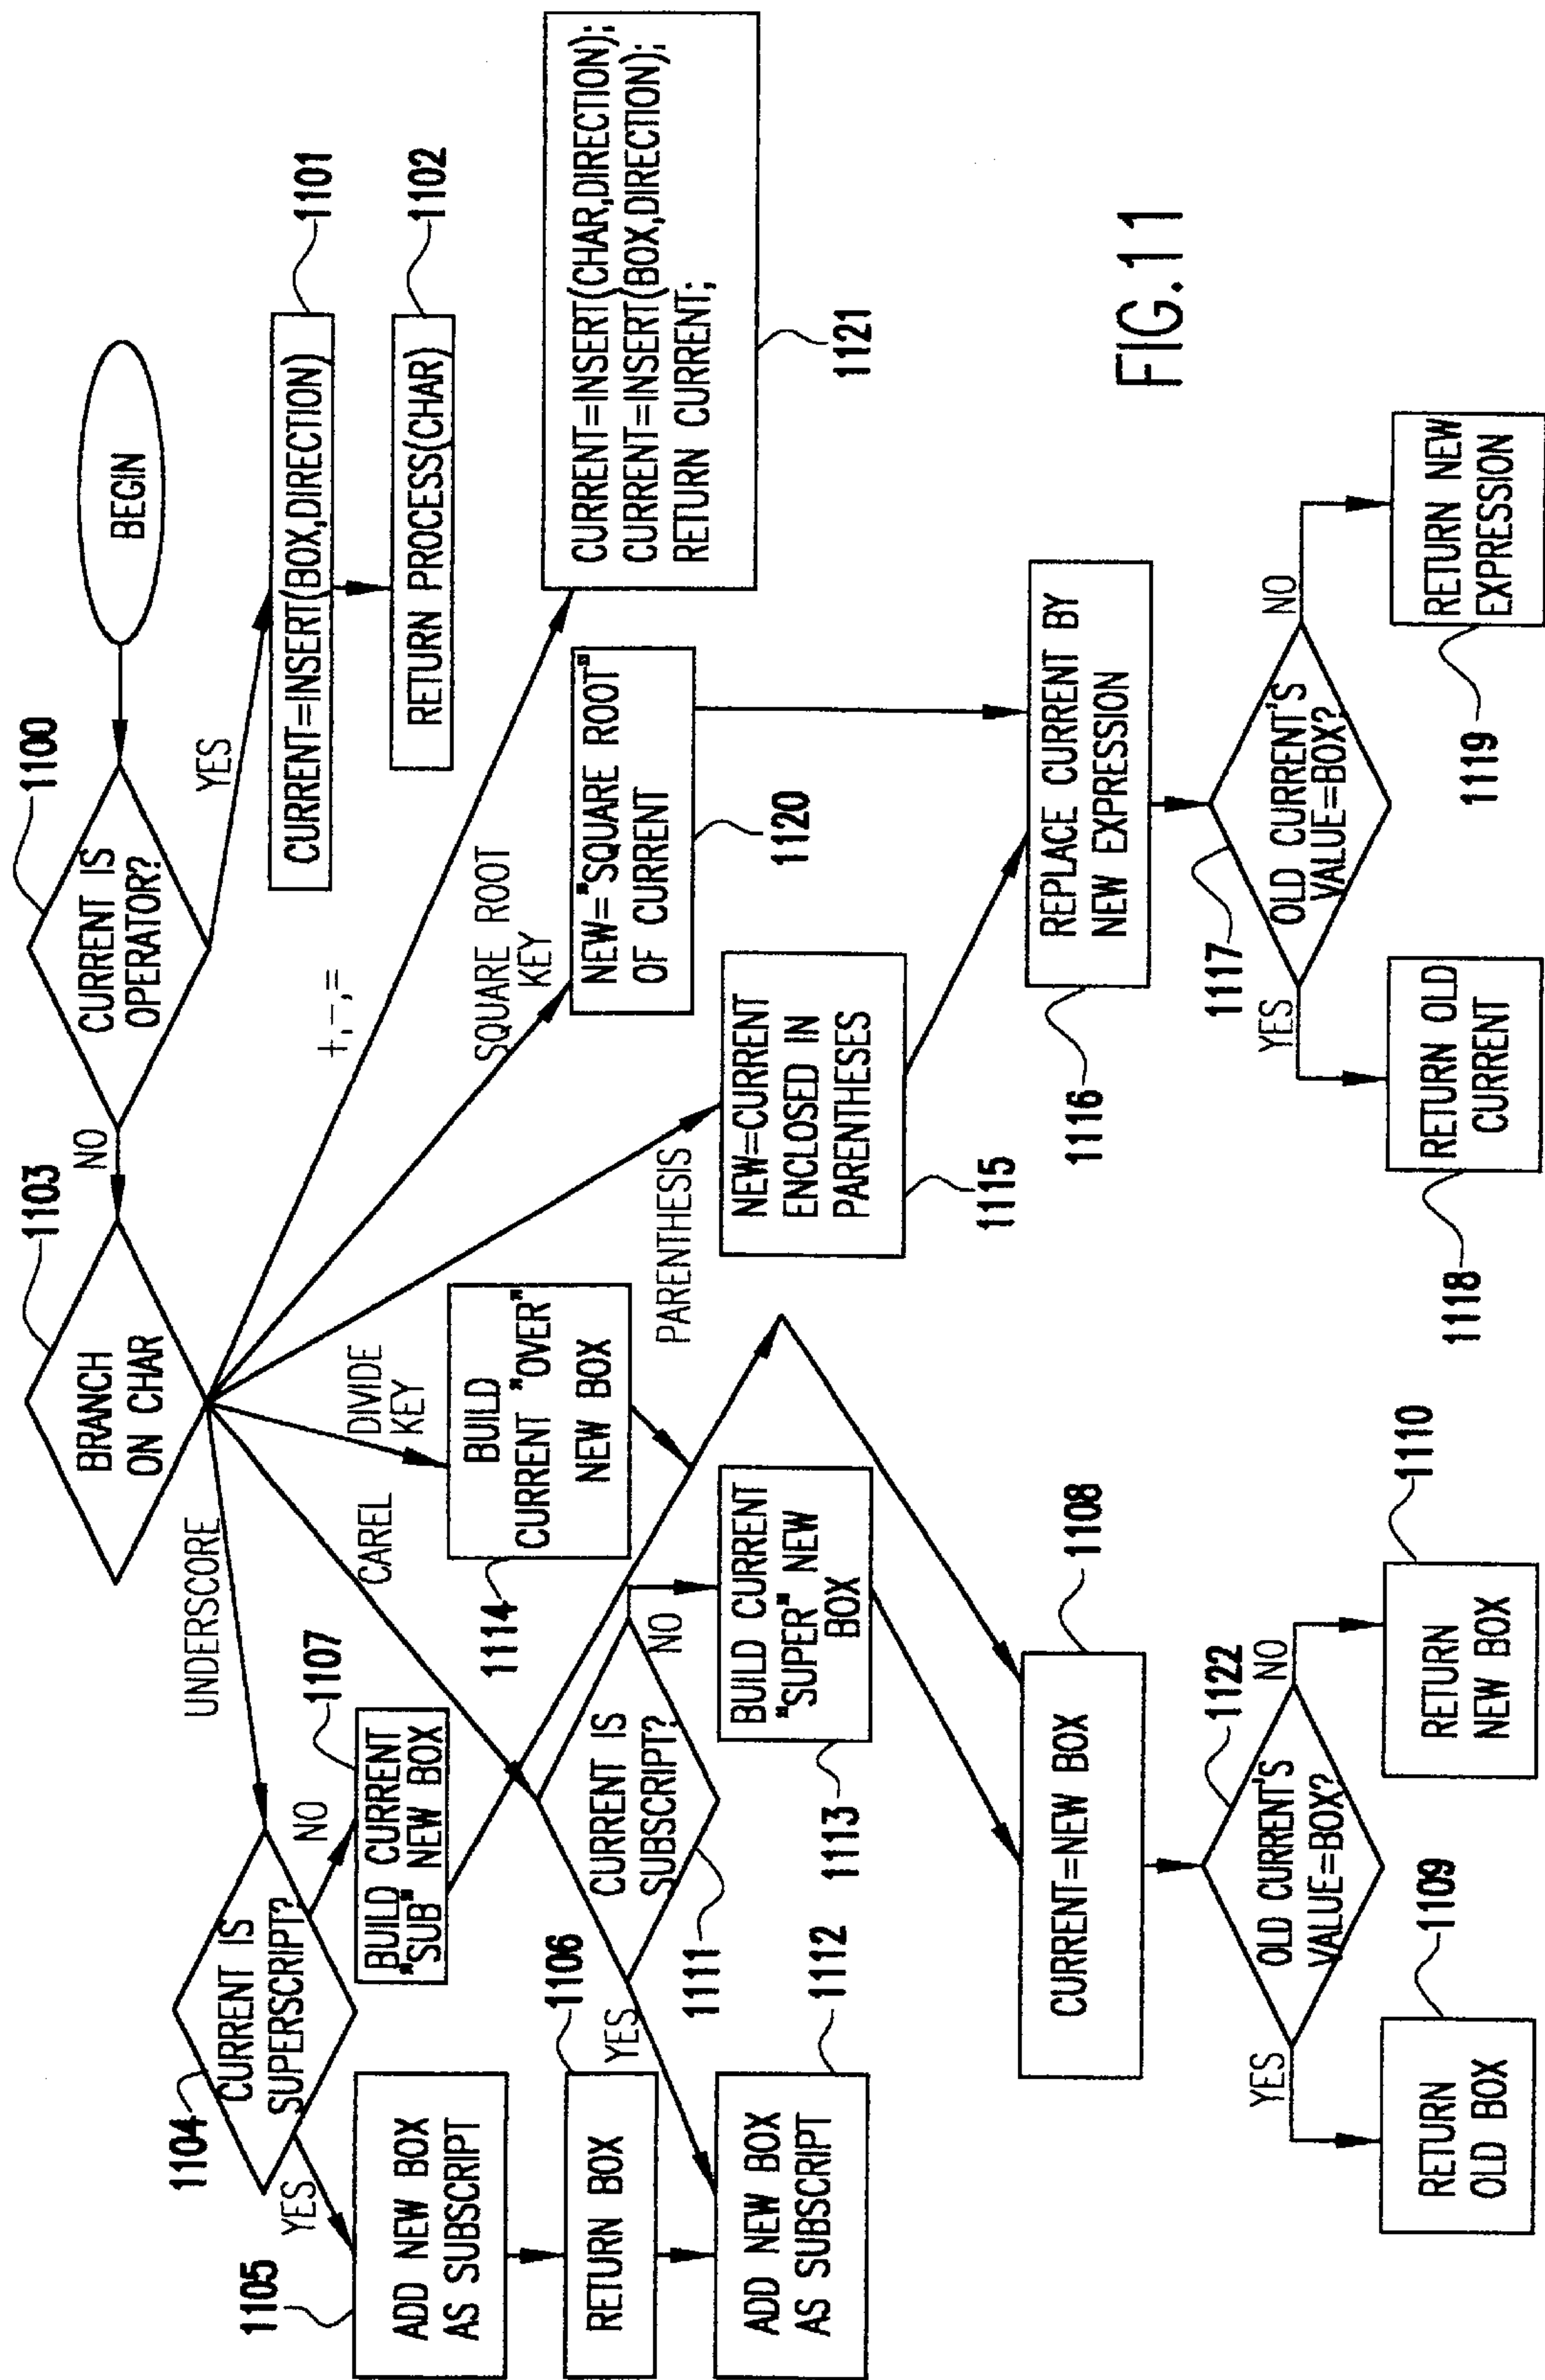 BEGIN
1100
CURRENT IS
OPERATOR?
YES
1101
CURRENT=INSERT(BOX,DIRECTION)
1102
RETURN PROCESS(CHAR)
NO
1103
BRANCH
ON CHAR
UNDERSCORE
CAREL
DIVIDE
KEY
PARENTHESIS
SQUARE ROOT
KEY
+,−,=
1104
CURRENT IS
SUPERSCRIPT?
YES
NO
1105
ADD NEW BOX
AS SUBSCRIPT
1106
RETURN BOX
1107
BUILD CURRENT
"SUB" NEW BOX
1111
CURRENT IS
SUBSCRIPT?
YES
NO
1112
ADD NEW BOX
AS SUBSCRIPT
1113
BUILD CURRENT
"SUPER" NEW
BOX
1114
BUILD
CURRENT "OVER"
NEW BOX
1115
NEW=CURRENT
ENCLOSED IN
PARENTHESES
1120
NEW="SQUARE ROOT"
OF CURRENT
1121
CURRENT=INSERT(CHAR,DIRECTION);
CURRENT=INSERT(BOX,DIRECTION);
RETURN CURRENT;
1108
CURRENT=NEW BOX
1122
OLD CURRENT'S
VALUE=BOX?
YES
NO
1109
RETURN
OLD BOX
1110
RETURN
NEW BOX
1116
REPLACE CURRENT BY
NEW EXPRESSION
1117
OLD CURRENT'S
VALUE=BOX?
YES
NO
1118
RETURN OLD
CURRENT
1119
RETURN NEW
EXPRESSION
FIG.11